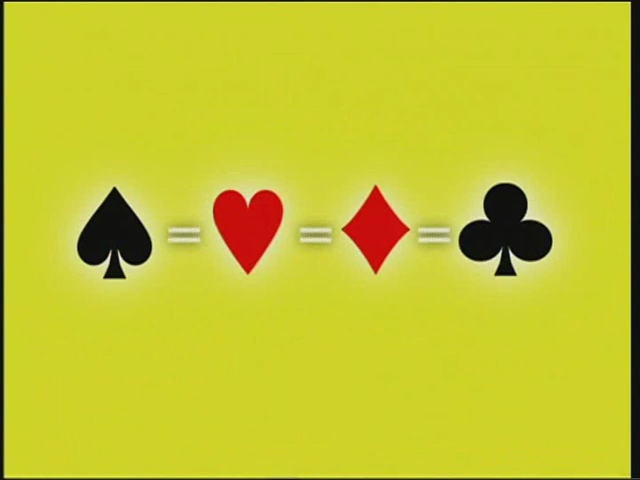 ♠ = ♥ = ♦ = ♣